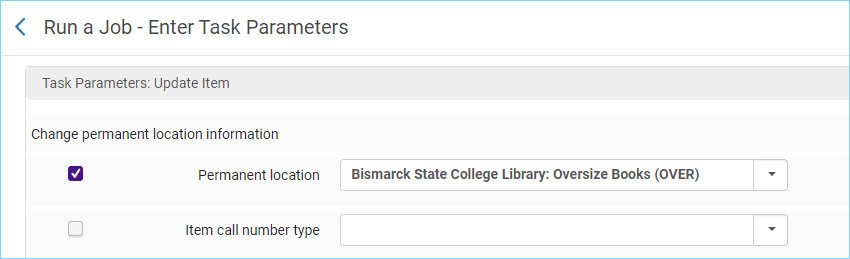 Run a Job - Enter Task Parameters
Task Parameters: Update Item
Change permanent location information
Permanent location Bismarck State College Library: Oversize Books (OVER)
Item call number type